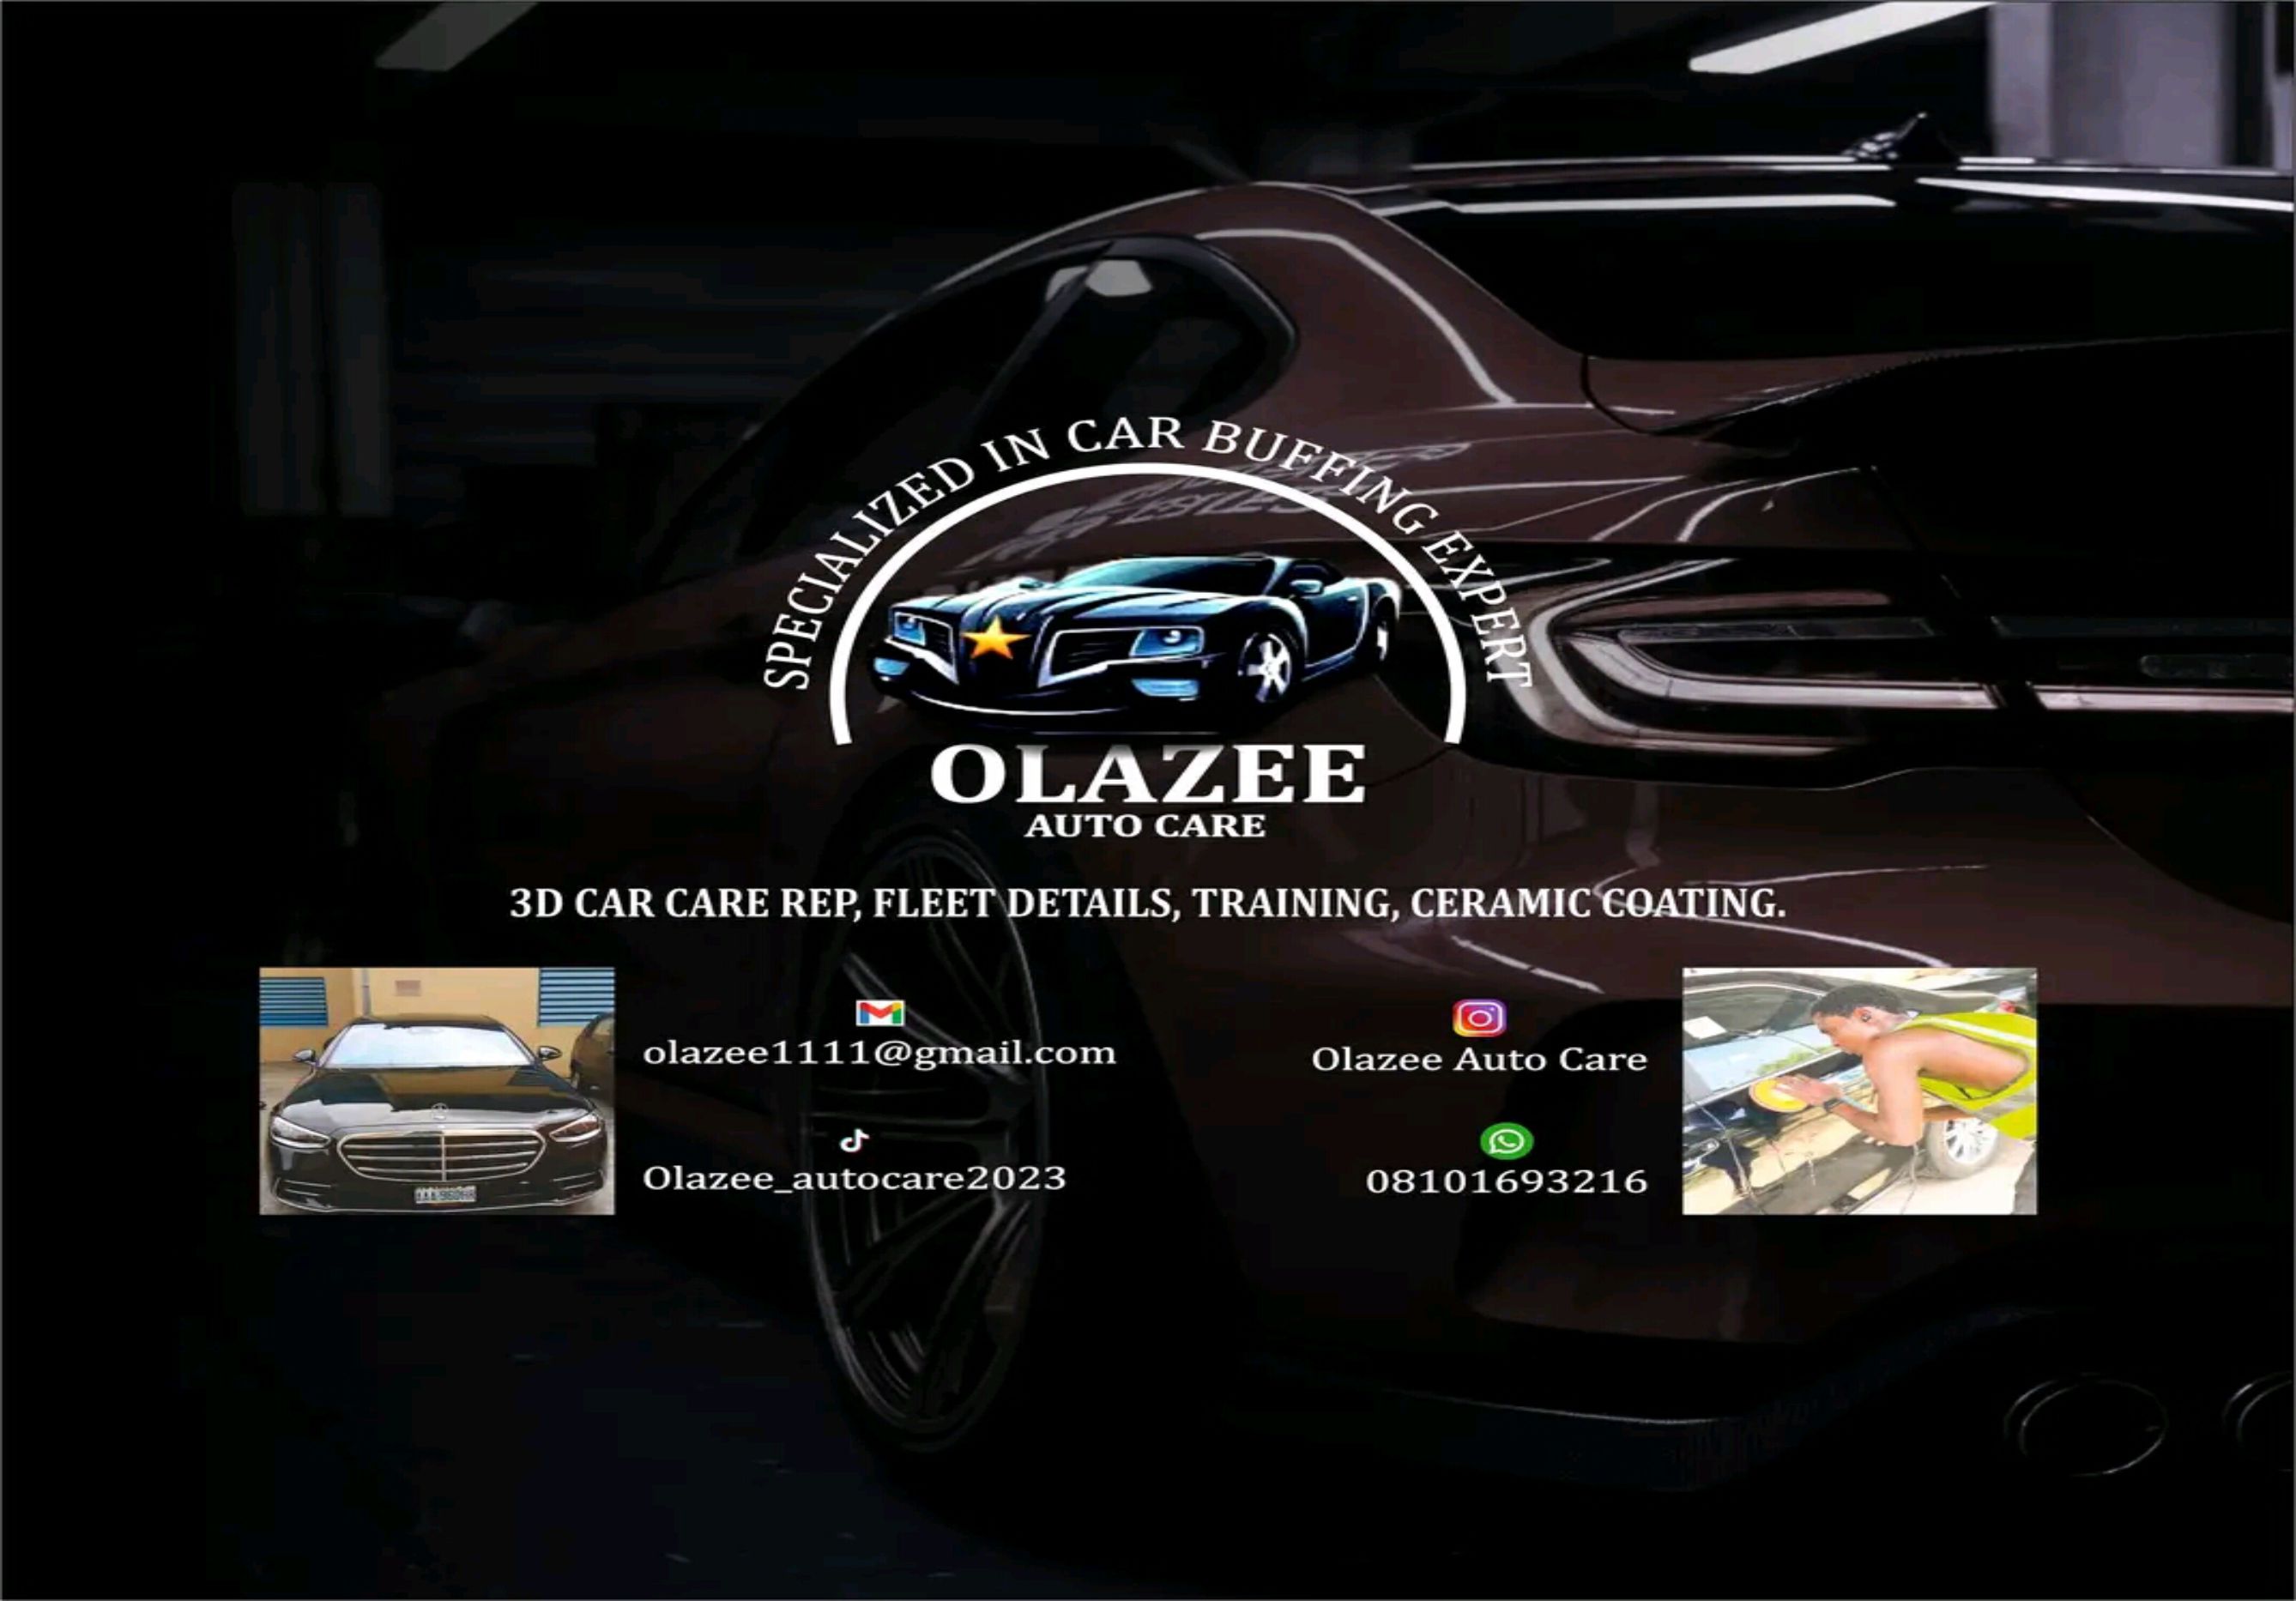 SPECIALIZED IN CAR BUFFING EXPERT
OLAZEE
AUTO CARE
3D CAR CARE REP, FLEET DETAILS, TRAINING, CERAMIC COATING.
olazee1111@gmail.com
Olazee Auto Care
Olazee_autocare2023
08101693216